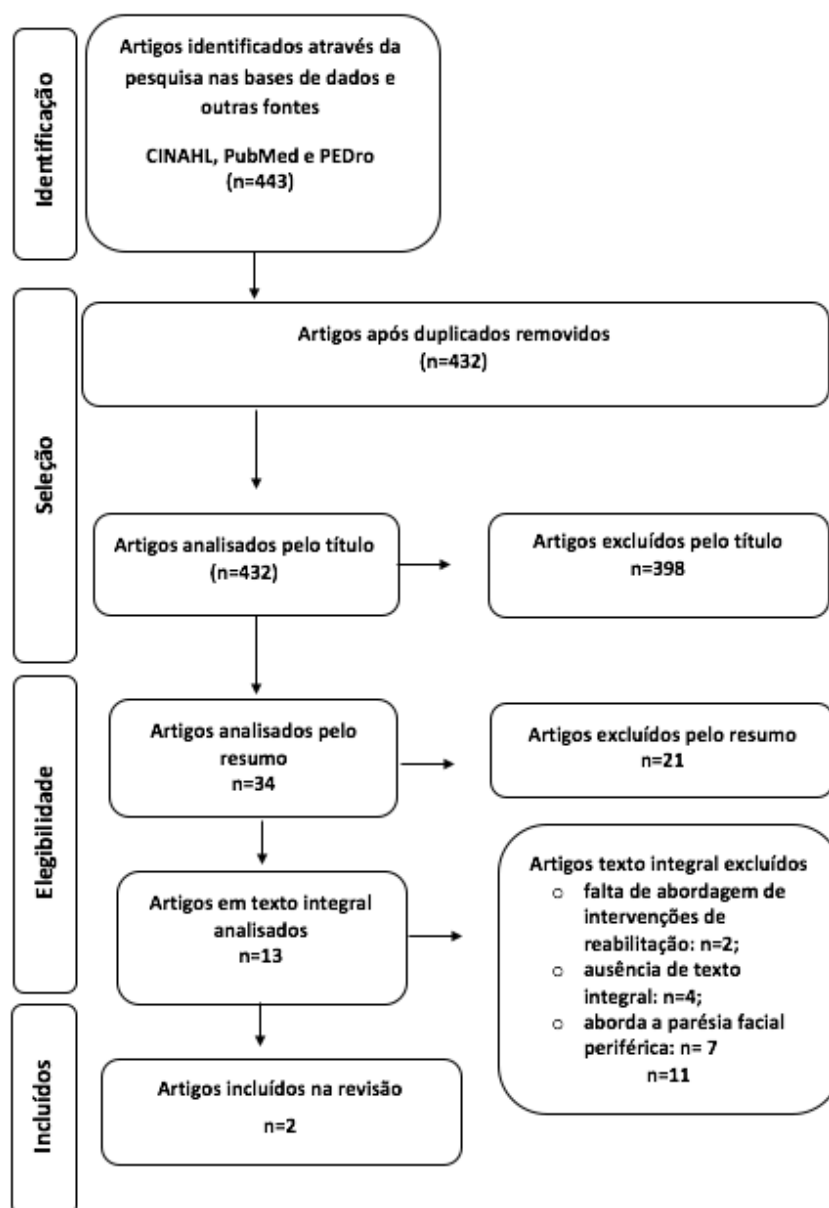 Identificação
Artigos identificados através da
pesquisa nas bases de dados e
outras fontes
CINAHL, PubMed e PEDro
(n=443)
Seleção
Artigos após duplicados removidos
(n=432)
Artigos analisados pelo título
(n=432)
Artigos excluídos pelo título
n=398
Elegibilidade
Artigos analisados pelo
resumo
n=34
Artigos excluídos pelo resumo
n=21
Artigos em texto integral
analisados
n=13
Artigos texto integral excluídos
o falta de abordagem de
intervenções de
reabilitação: n=2;
o ausência de texto
integral: n=4;
o aborda a parésia facial
periférica: n= 7
n=11
Incluídos
Artigos incluídos na revisão
n=2